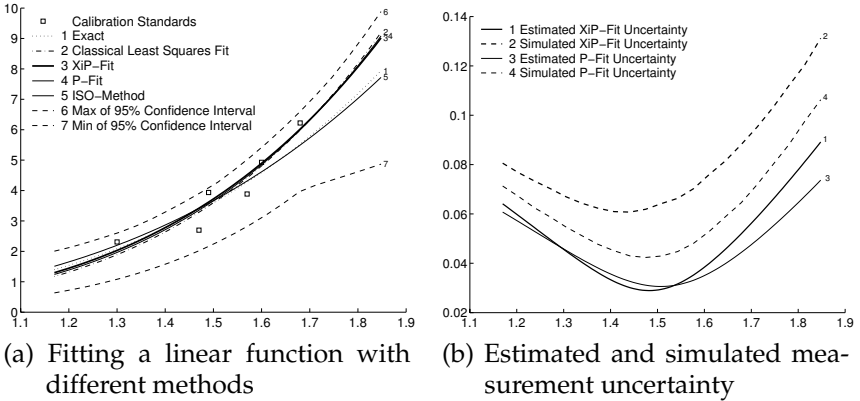 10
9
8
7
6
5
4
3
2
1
0
1.1 1.2 1.3 1.4 1.5 1.6 1.7 1.8 1.9
Calibration Standards
1 Exact
2 Classical Least Squares Fit
3 XiP−Fit
4 P−Fit
5 ISO−Method
6 Max of 95% Confidence Interval
7 Min of 95% Confidence Interval
6
2
34
1
5
7
(a) Fitting a linear function with
different methods
0.14
0.12
0.1
0.08
0.06
0.04
0.02
1.1 1.2 1.3 1.4 1.5 1.6 1.7 1.8 1.9
1 Estimated XiP−Fit Uncertainty
2 Simulated XiP−Fit Uncertainty
3 Estimated P−Fit Uncertainty
4 Simulated P−Fit Uncertainty
2
4
1
3
(b) Estimated and simulated mea-
surement uncertainty